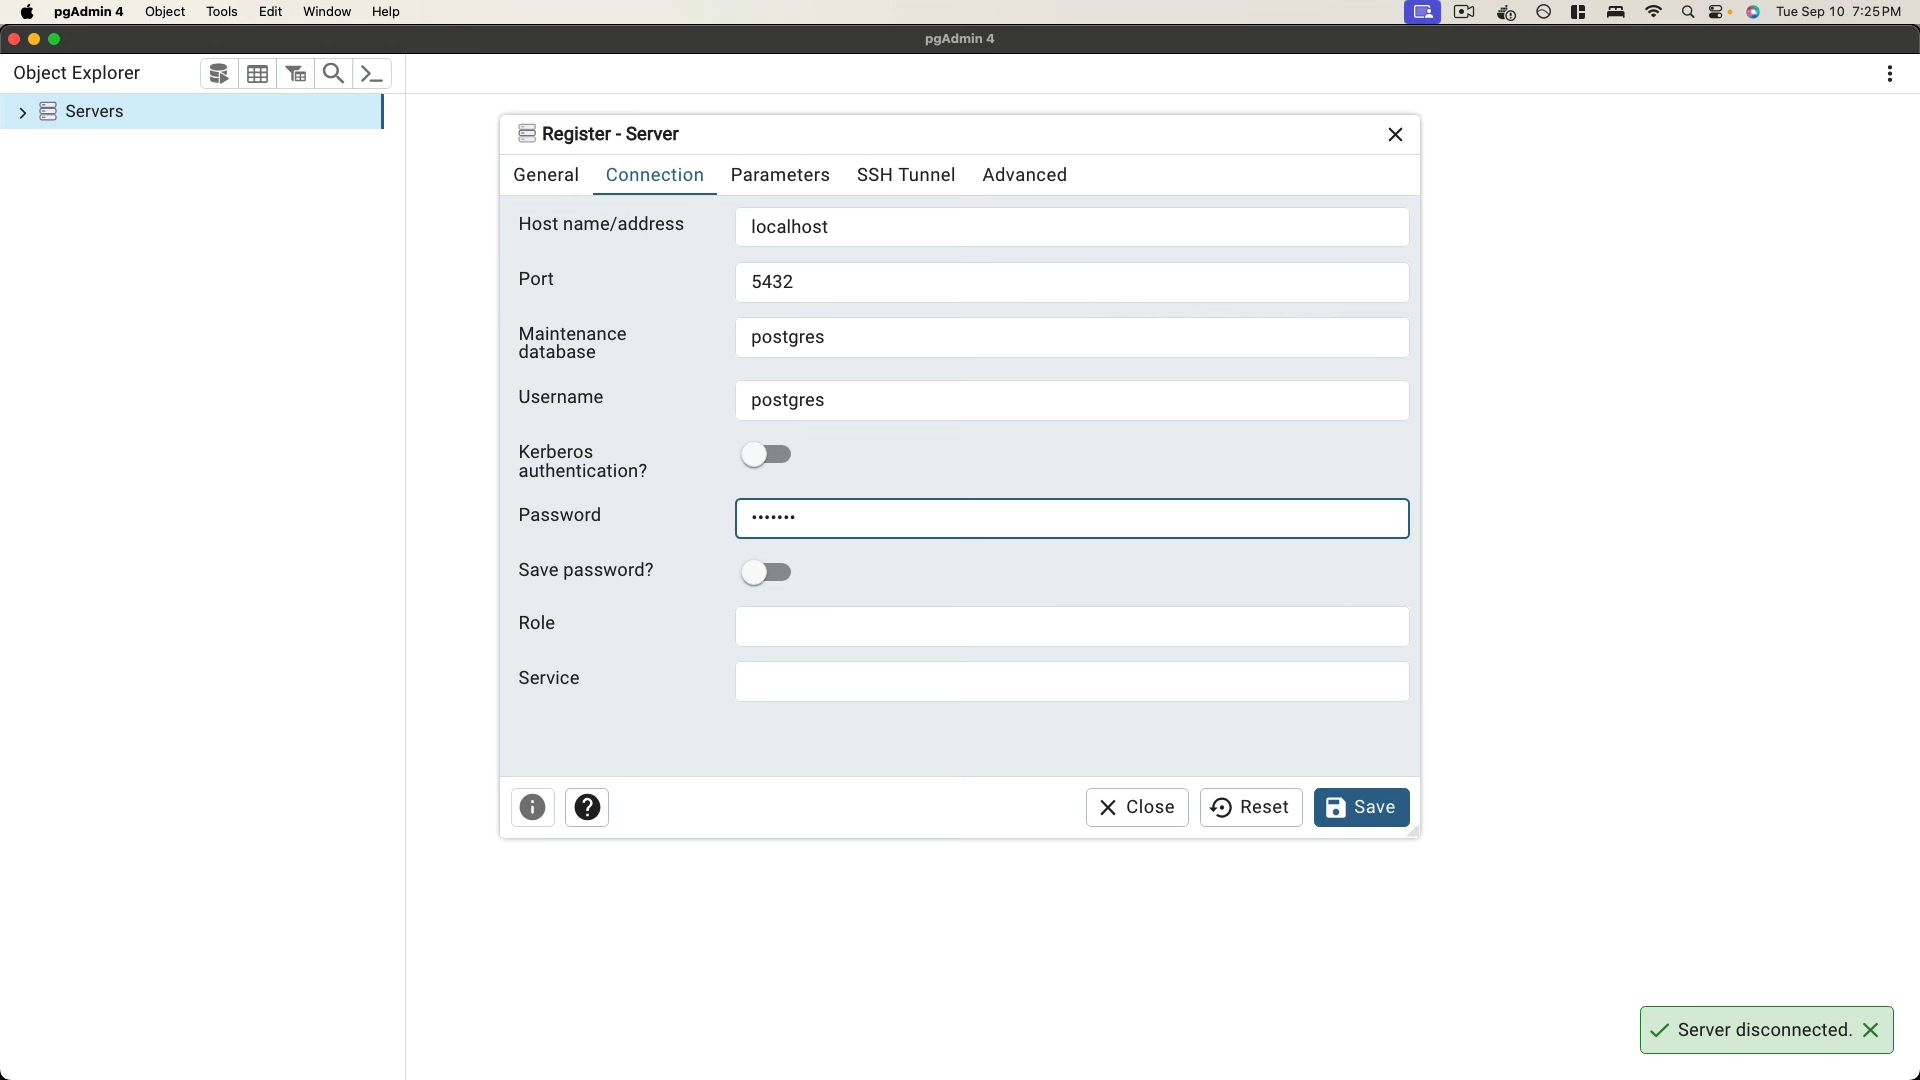 pgAdmin 4 Object Tools Edit Window Help Tue Sep 10 7:25 PM
pgAdmin 4
Object Explorer
Servers
Register - Server
General Connection Parameters SSH Tunnel Advanced
Host name/address localhost
Port 5432
Maintenance
database
postgres
Username postgres
Kerberos
authentication?
Password •••••••
Save password?
Role
Service
Close Reset Save
Server disconnected.